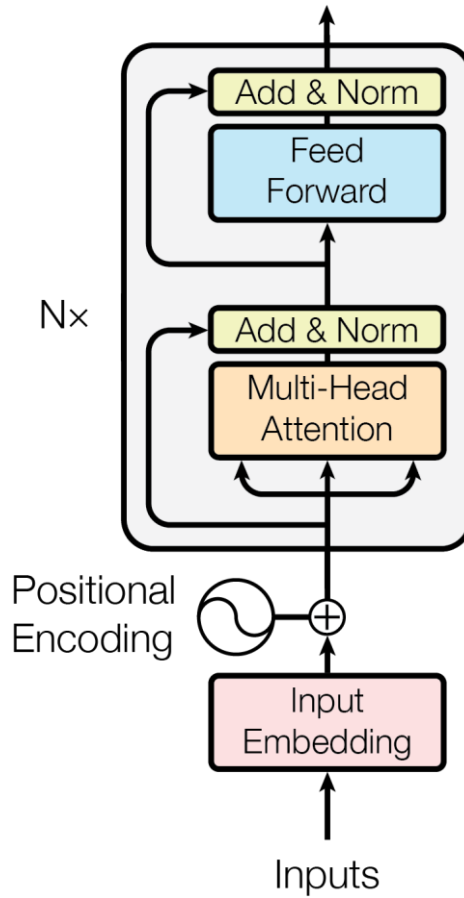 Add & Norm
Feed
Forward
N×
Add & Norm
Multi-Head
Attention
Positional
Encoding
Input
Embedding
Inputs